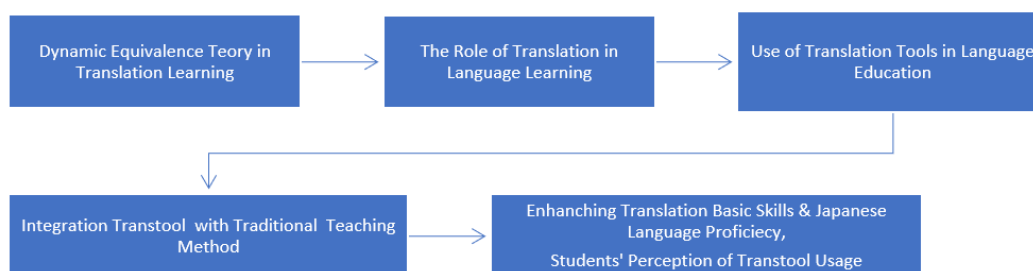 Dynamic Equivalence Teory in
Translation Learning
The Role of Translation in
Language Learning
Use of Translation Tools in Language
Education
Integration Transtool with Traditional Teaching
Method
Enhanching Translation Basic Skills & Japanese
Language Proficiecy,
Students' Perception of Transtool Usage